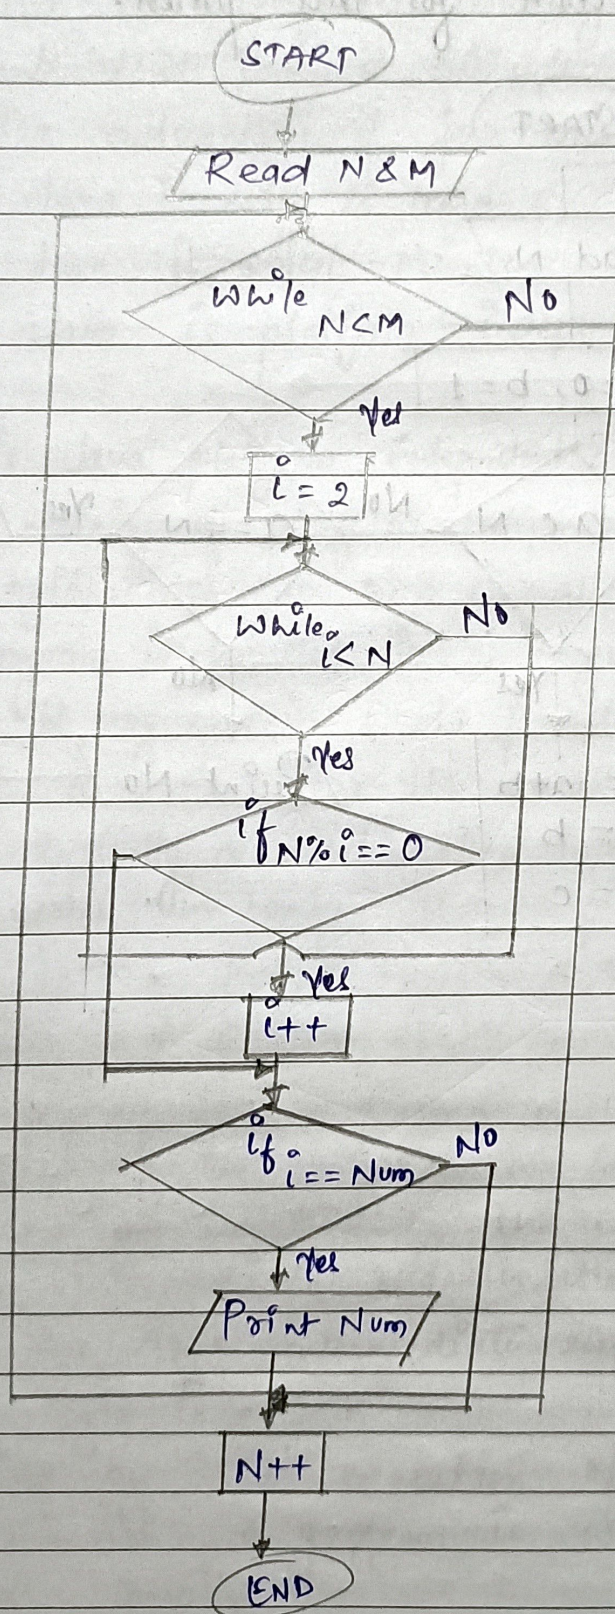 START
Read N & M
while
N<M
No
Yes
i = 2
While
i< N
No
Yes
if
N% i == 0
Yes
i++
if
i == Num
No
Yes
Print Num
N++
END